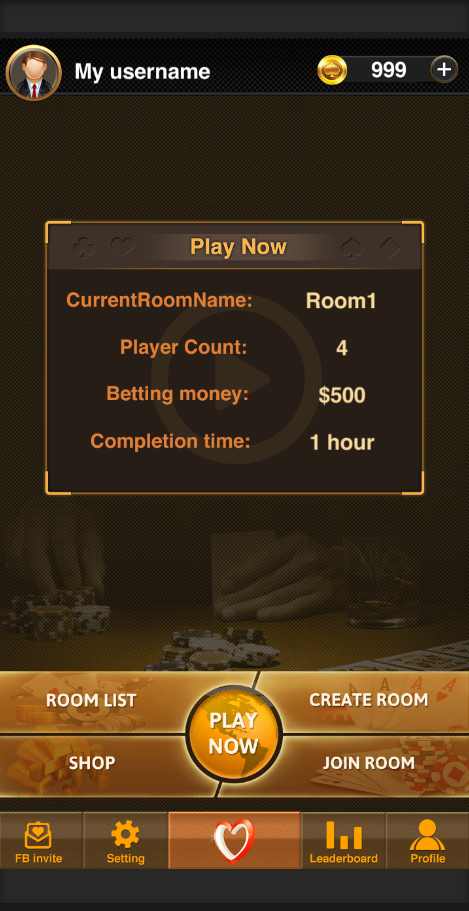 My username
999
Play Now
CurrentRoomName: Room1
Player Count: 4
Betting money: $500
Completion time: 1 hour
ROOM LIST
CREATE ROOM
PLAY
NOW
SHOP
JOIN ROOM
FB invite
Setting
Leaderboard
Profile